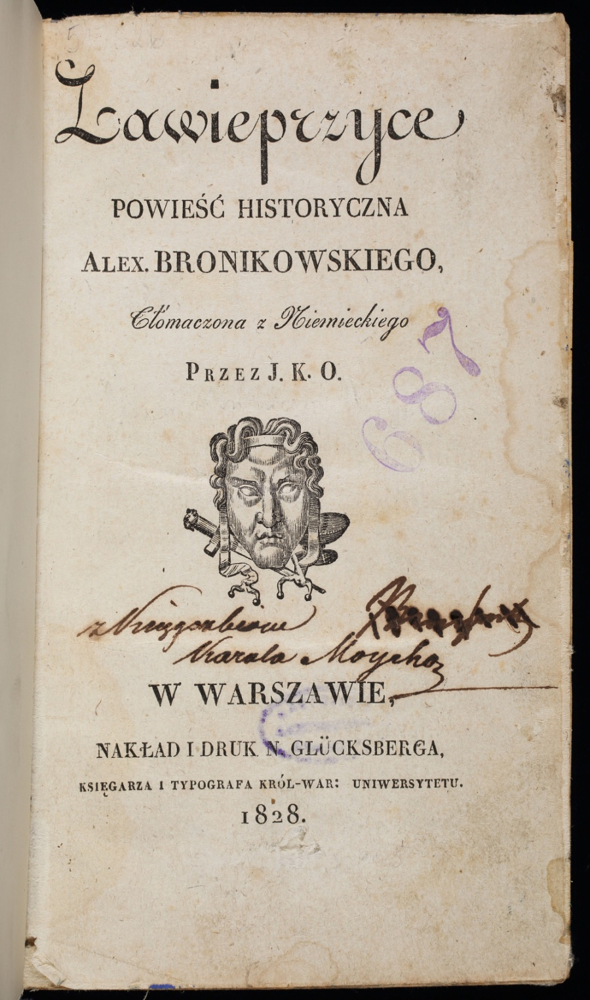 Zawieprzyce
POWIEŚĆ HISTORYCZNA
ALEX. BRONIKOWSKIEGO,
Tłómaczona z Niemieckiego
PRZEZ J. K. O.
687
z Księgozbioru
Karola Moycho
W WARSZAWIE,
NAKŁAD I DRUK N. GLÜCKSBERGA,
KSIĘGARZA I TYPOGRAFA KRÓL-WAR: UNIWERSYTETU.
1828.